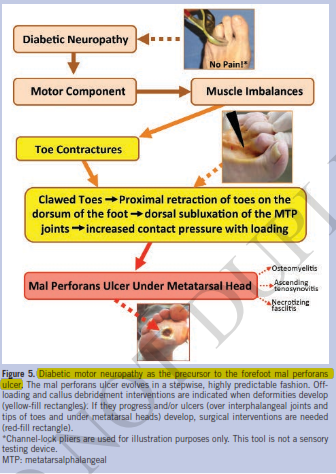 Diabetic Neuropathy
No Pain!*
Motor Component
Muscle Imbalances
Toe Contractures
Clawed Toes → Proximal retraction of toes on the
dorsum of the foot → dorsal subluxation of the MTP
joints → increased contact pressure with loading
Mal Perforans Ulcer Under Metatarsal Head
Osteomyelitis
Ascending
tenosynovitis
Necrotizing
fasciitis
Figure 5. Diabetic motor neuropathy as the precursor to the forefoot mal perforans
ulcer. The mal perforans ulcer evolves in a stepwise, highly predictable fashion. Off-
loading and callus debridement interventions are indicated when deformities develop
(yellow-fill rectangles). If they progress and/or ulcers (over interphalangeal joints and
tips of toes and under metatarsal heads) develop, surgical interventions are needed
(red-fill rectangle).
*Channel-lock pliers are used for illustration purposes only. This tool is not a sensory
testing device.
MTP: metatarsalphalangeal